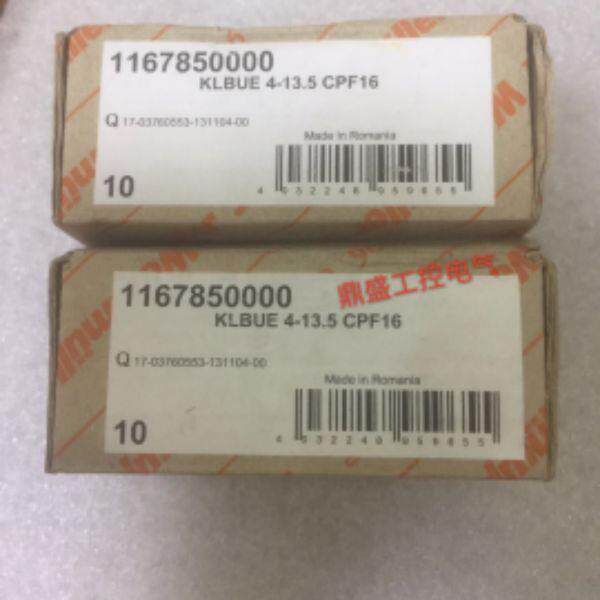 1167850000
KLBUE 4-13.5 CPF16
Q 17-03760553-131104-00
Made in Romania
10
鼎盛工控电气
1167850000
KLBUE 4-13.5 CPF16
Q 17-03760553-131104-00
Made in Romania
10